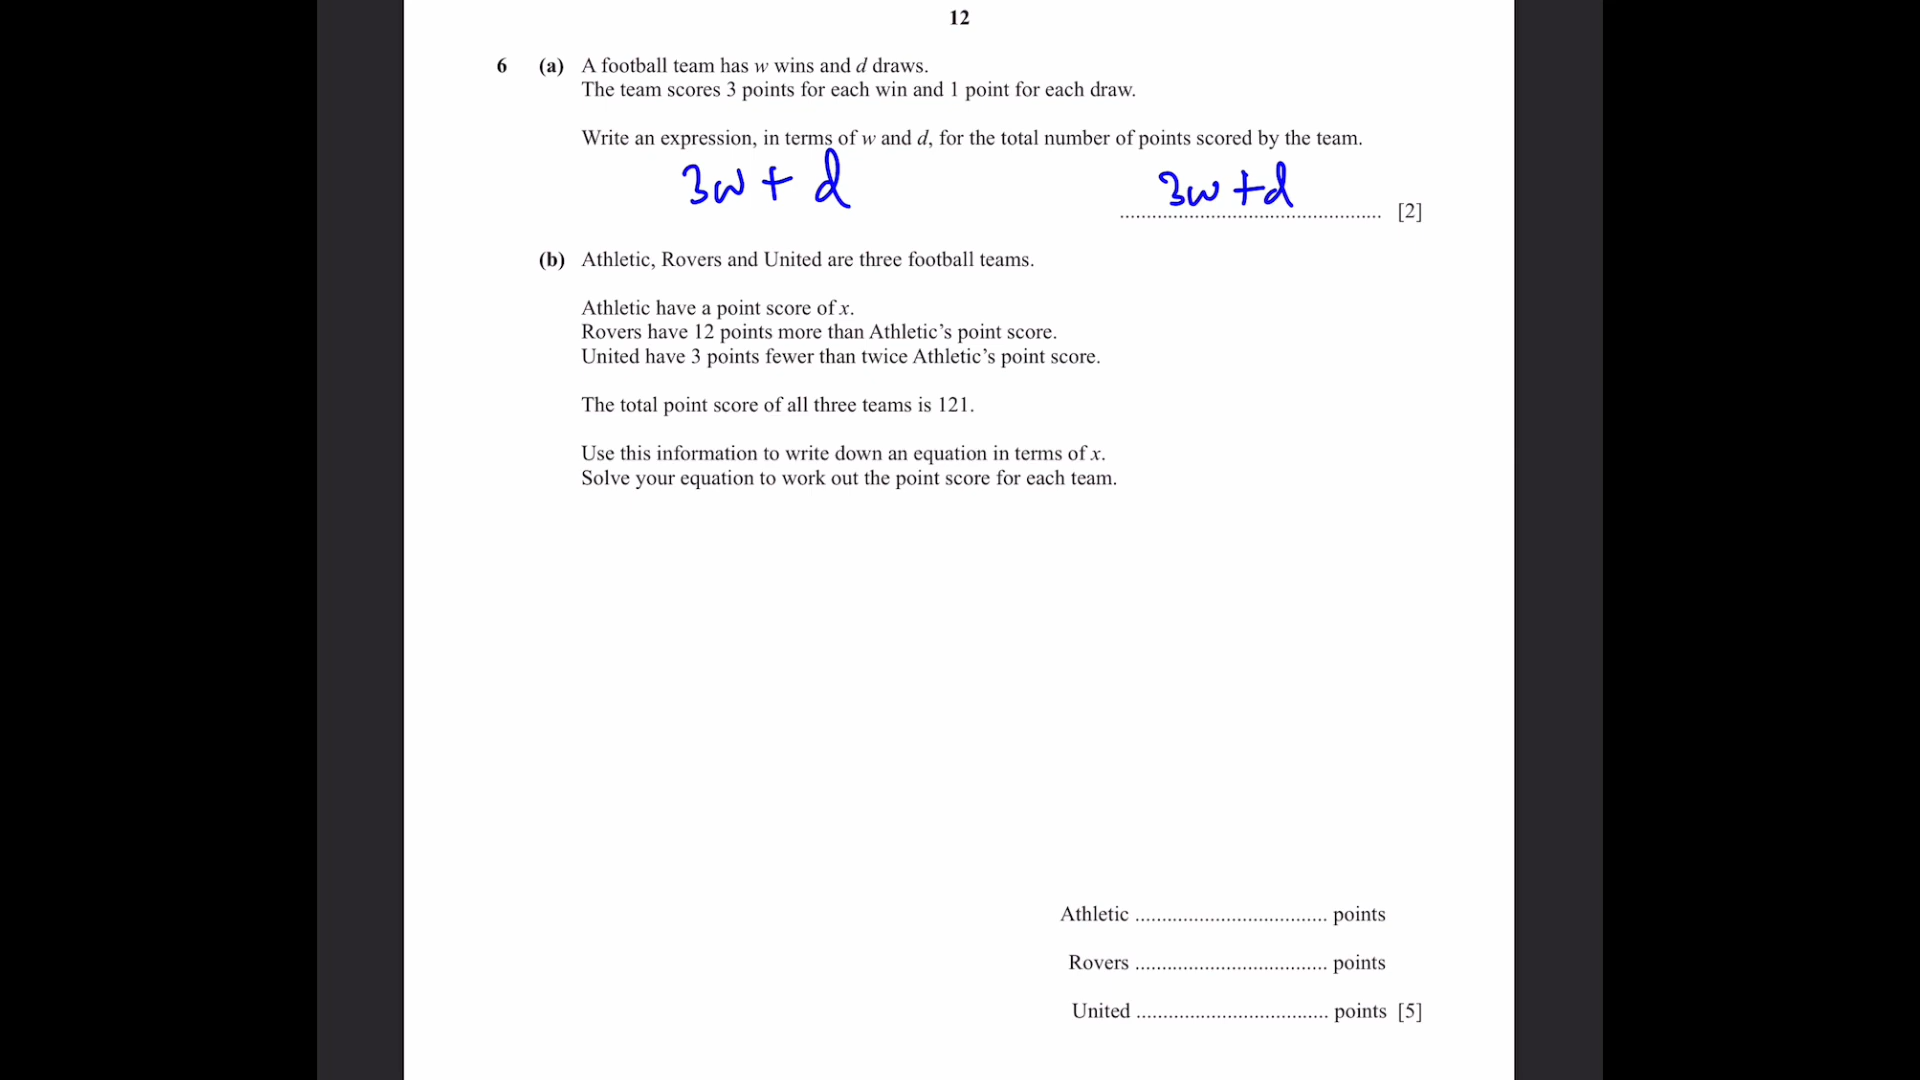 12
6 (a) A football team has w wins and d draws.
The team scores 3 points for each win and 1 point for each draw.
Write an expression, in terms of w and d, for the total number of points scored by the team.
3w + d
3w + d
.................................................. [2]
(b) Athletic, Rovers and United are three football teams.
Athletic have a point score of x.
Rovers have 12 points more than Athletic’s point score.
United have 3 points fewer than twice Athletic’s point score.
The total point score of all three teams is 121.
Use this information to write down an equation in terms of x.
Solve your equation to work out the point score for each team.
Athletic .................................... points
Rovers .................................... points
United .................................... points [5]